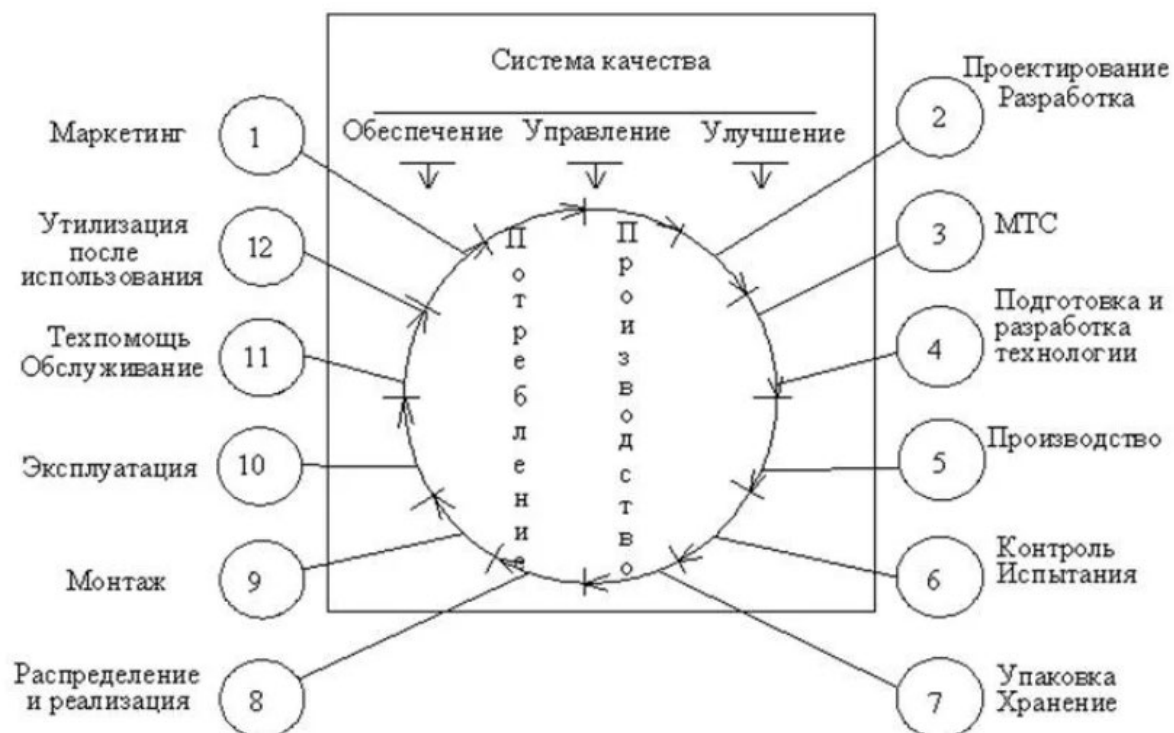 Система качества
Обеспечение
Управление
Улучшение
Маркетинг
1
2
Проектирование
Разработка
3
МТС
4
Подготовка и
разработка
технологии
5
Производство
6
Контроль
Испытания
7
Упаковка
Хранение
8
Распределение
и реализация
9
Монтаж
10
Эксплуатация
11
Техпомощь
Обслуживание
12
Утилизация
после
использования
Потребление
Производство